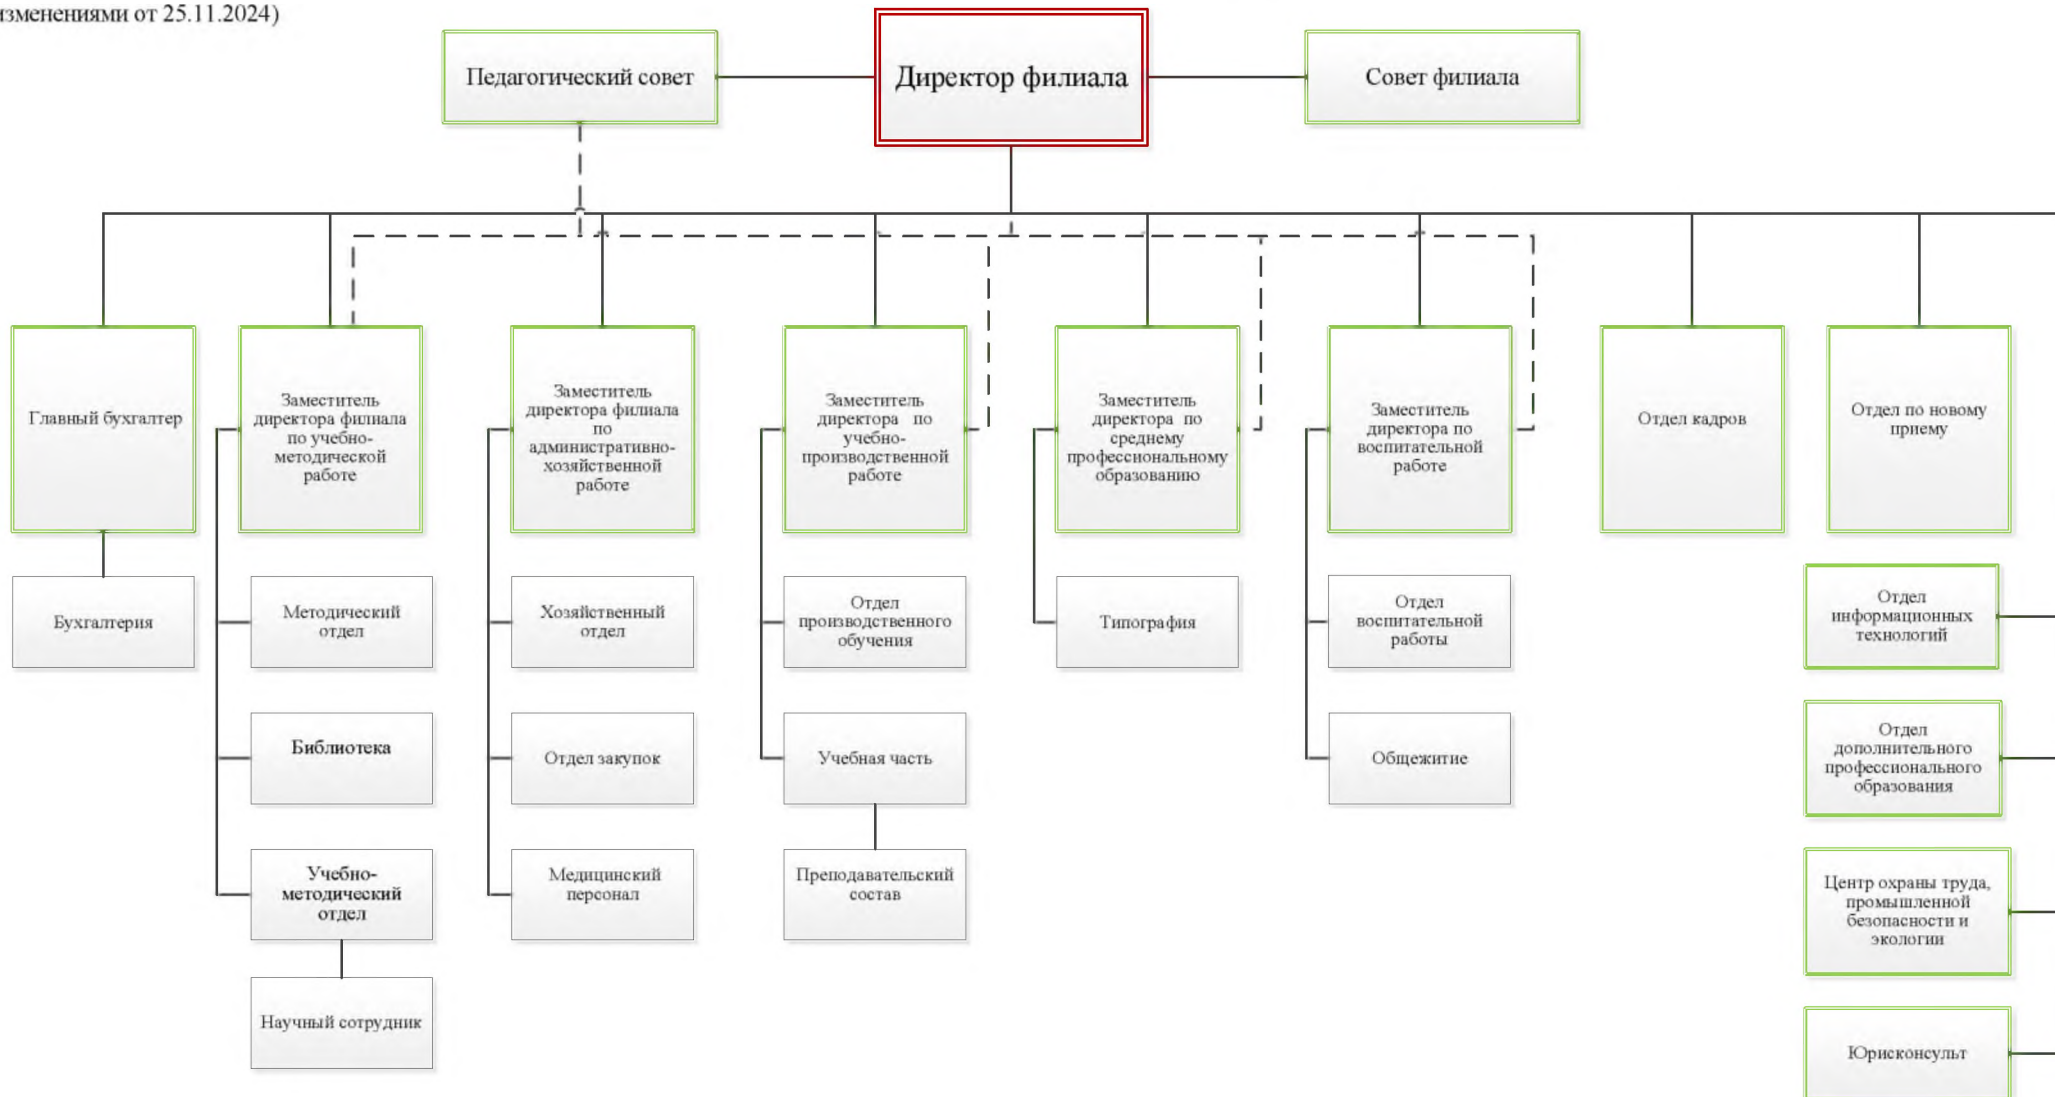 изменениями от 25.11.2024)
Педагогический совет
Директор филиала
Совет филиала
Главный бухгалтер
Заместитель
директора филиала
по учебно-
методической
работе
Заместитель
директора филиала
по
административно-
хозяйственной
работе
Заместитель
директора по
учебно-
производственной
работе
Заместитель
директора по
среднему
профессиональному
образованию
Заместитель
директора по
воспитательной
работе
Отдел кадров
Отдел по новому
приему
Бухгалтерия
Методический
отдел
Хозяйственный
отдел
Отдел
производственного
обучения
Типография
Отдел
воспитательной
работы
Отдел
информационных
технологий
Библиотека
Отдел закупок
Учебная часть
Общежитие
Отдел
дополнительного
профессионального
образования
Учебно-
методический
отдел
Медицинский
персонал
Преподавательский
состав
Центр охраны труда,
промышленной
безопасности и
экологии
Научный сотрудник
Юрисконсульт